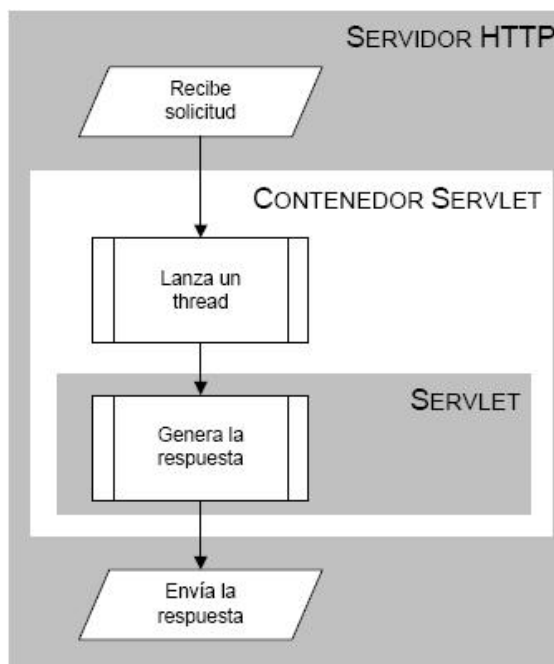 SERVIDOR HTTP
Recibe
solicitud
CONTENEDOR SERVLET
Lanza un
thread
SERVLET
Genera la
respuesta
Envía la
respuesta